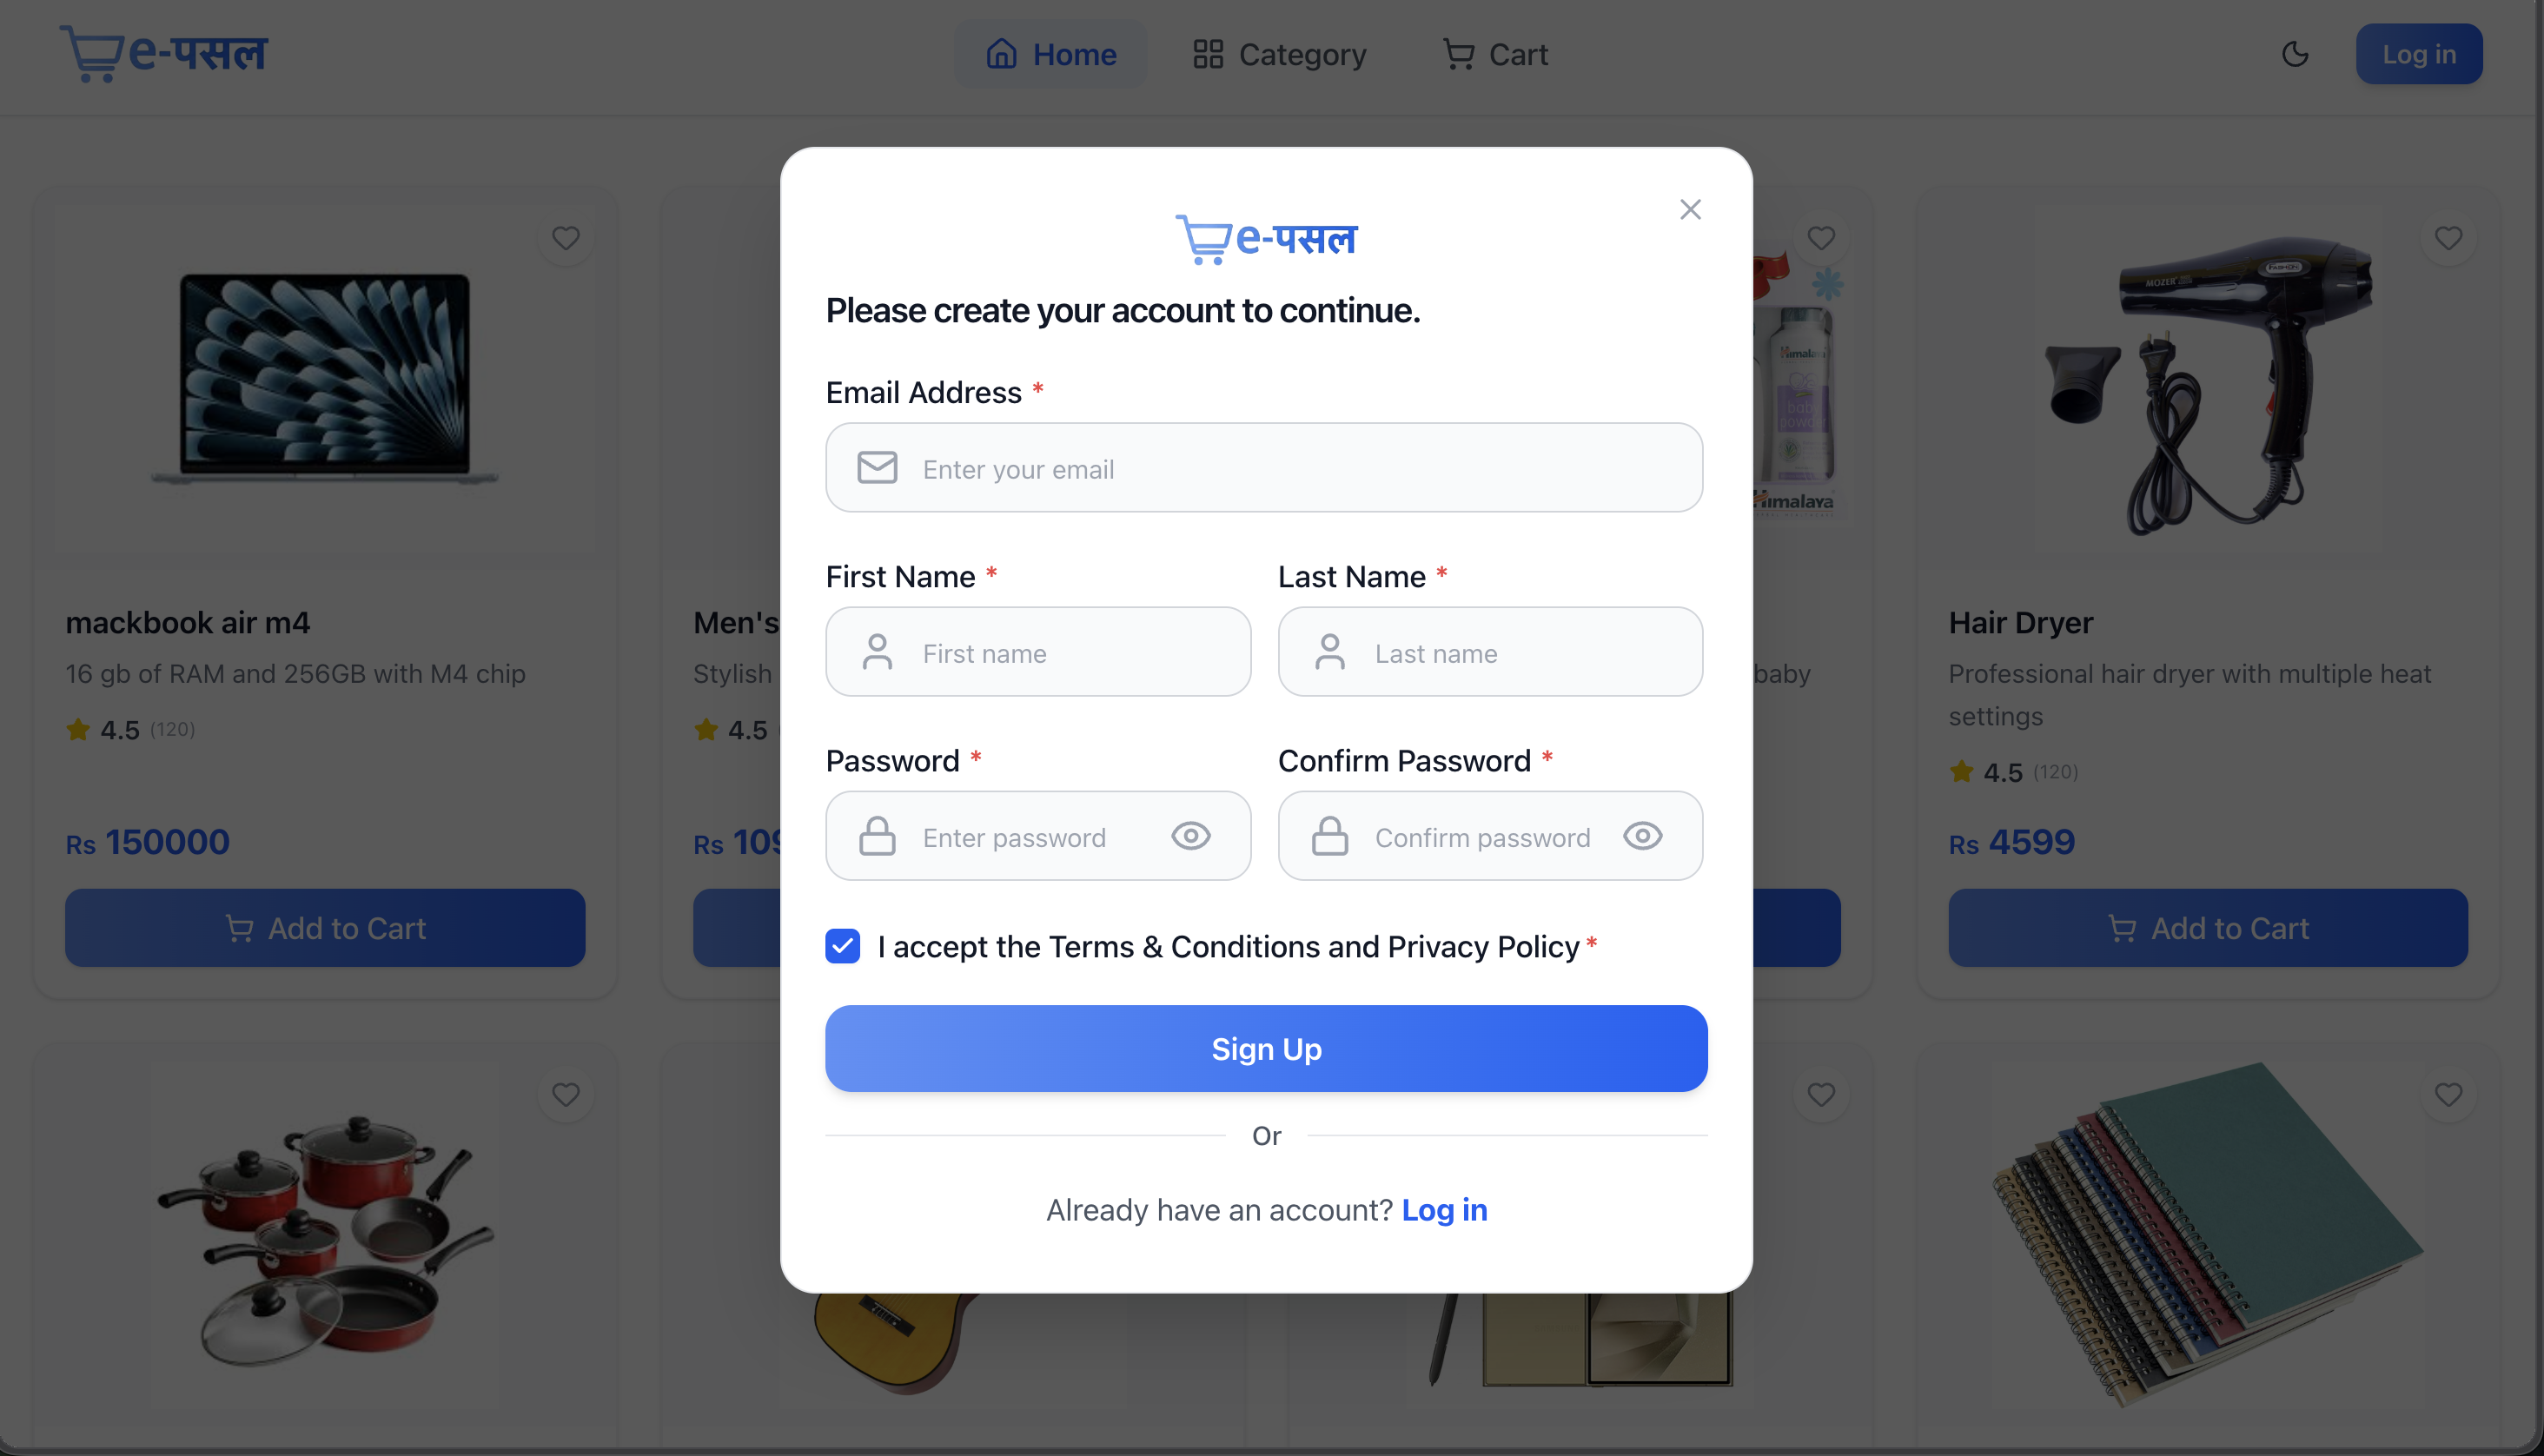 e-पसल
Home
Category
Cart
Log in
e-पसल
Please create your account to continue.
Email Address *
Enter your email
First Name *
Last Name *
First name
Last name
Password *
Confirm Password *
Enter password
Confirm password
I accept the Terms & Conditions and Privacy Policy*
Sign Up
Or
Already have an account? Log in
mackbook air m4
16 gb of RAM and 256GB with M4 chip
4.5 (120)
Rs 150000
Add to Cart
Men's
Stylish
4.5
Rs
Himalaya
baby
Himalaya
baby
MOZER
Hair Dryer
Professional hair dryer with multiple heat
settings
4.5 (120)
Rs 4599
Add to Cart